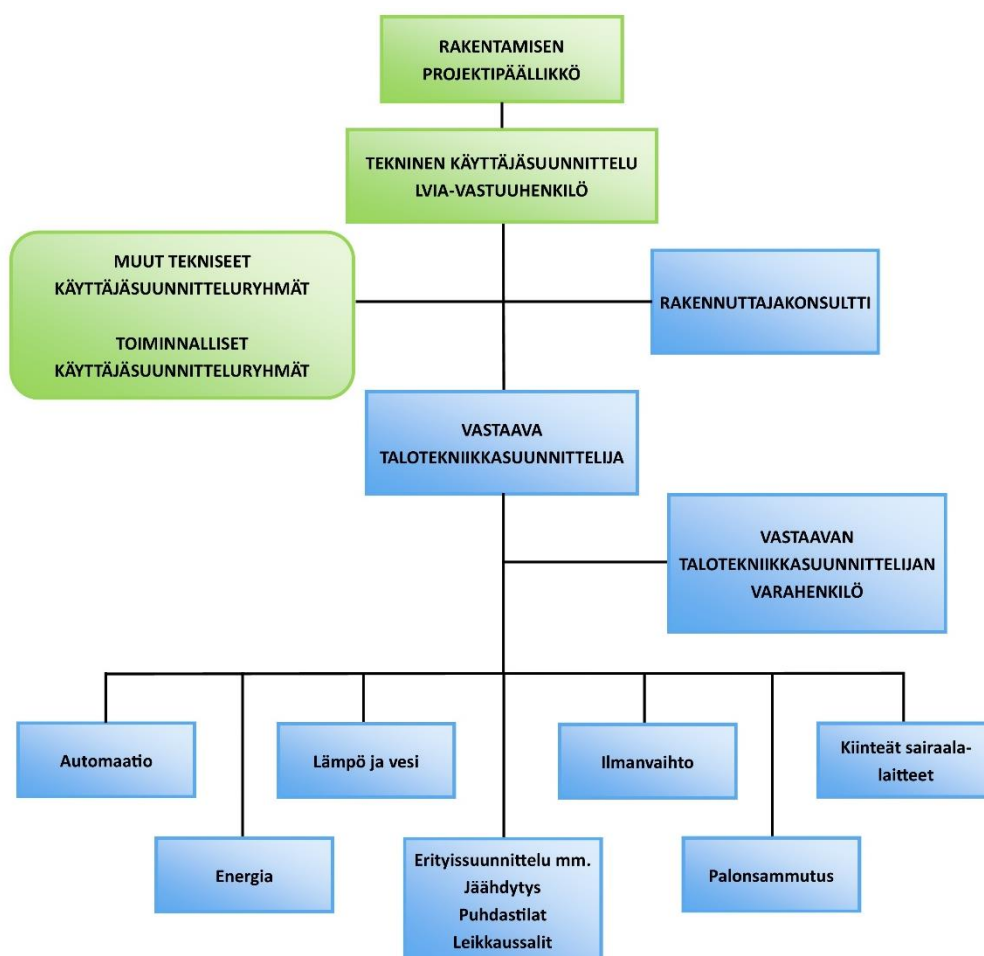 RAKENTAMISEN
PROJEKTIPÄÄLLIKKÖ
TEKNINEN KÄYTTÄJÄSUUNNITTELU
LVIA-VASTUUHENKILÖ
MUUT TEKNISEET
KÄYTTÄJÄSUUNNITTELURYHMÄT
TOIMINNALLISET
KÄYTTÄJÄSUUNNITTELURYHMÄT
RAKENNUTTAJAKONSULTTI
VASTAAVA
TALOTEKNIIKKASUUNNITTELIJA
VASTAAVAN
TALOTEKNIIKKASUUNNITTELIJAN
VARAHENKILÖ
Automaatio
Lämpö ja vesi
Ilmanvaihto
Kiinteät sairaala-
laitteet
Energia
Erityissuunnittelu mm.
Jäähdytys
Puhdastilat
Leikkaussalit
Palonsammutus